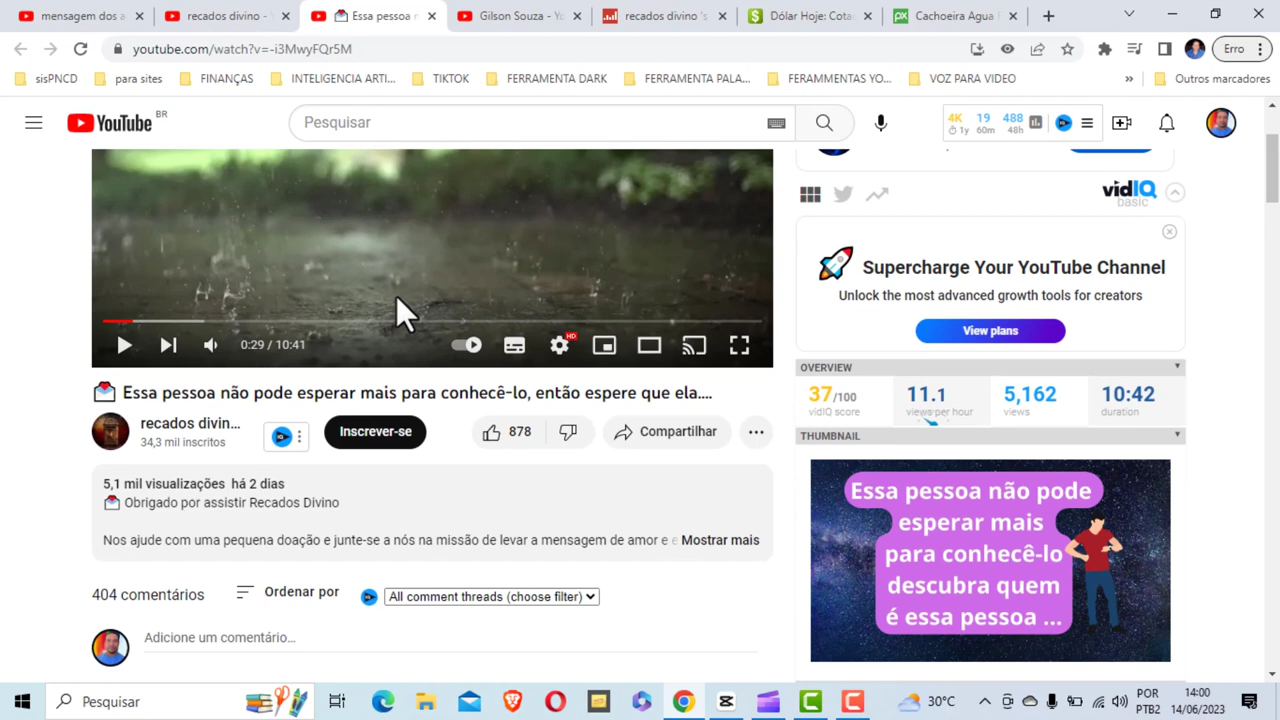 mensagem dos a
recados divino - 
Essa pessoa n
Gilson Souza - Yo
recados divino 's
Dólar Hoje: Cota
Cachoeira Agua F
youtube.com/watch?v=-i3MwyFQr5M
Erro
sisPNCD
para sites
FINANÇAS
INTELIGENCIA ARTI...
TIKTOK
FERRAMENTA DARK
FERRAMENTA PALA...
FERAMMENTAS YO...
VOZ PARA VIDEO
»
Outros marcadores
YouTube BR
Pesquisar
4K 19 488
1y 60m 48h
vidIQ
basic
Supercharge Your YouTube Channel
Unlock the most advanced growth tools for creators
View plans
HD
0:29 / 10:41
Essa pessoa não pode esperar mais para conhecê-lo, então espere que ela....
recados divin...
34,3 mil inscritos
Inscrever-se
878
Compartilhar
5,1 mil visualizações há 2 dias
Obrigado por assistir Recados Divino
Nos ajude com uma pequena doação e junte-se a nós na missão de levar a mensagem de amor e e Mostrar mais
404 comentários
Ordenar por
All comment threads (choose filter)
Adicione um comentário...
OVERVIEW
37/100 11.1 5,162 10:42
vidIQ score views per hour views duration
THUMBNAIL
Essa pessoa não pode
esperar mais
para conhecê-lo
descubra quem
é essa pessoa ...
Pesquisar
30°C
POR
PTB2
14:00
14/06/2023